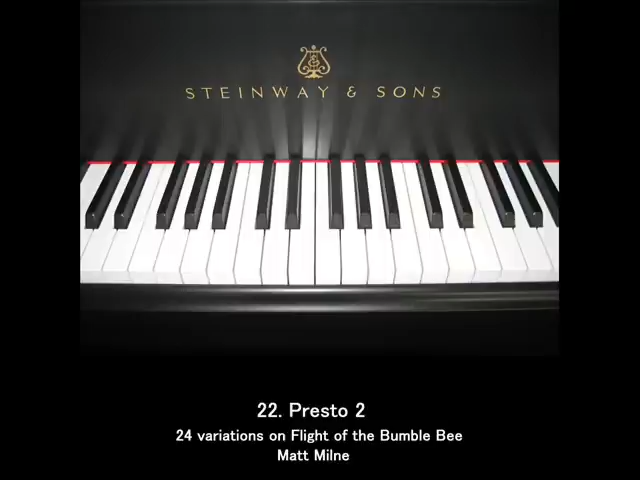 STEINWAY & SONS
22. Presto 2
24 variations on Flight of the Bumble Bee
Matt Milne